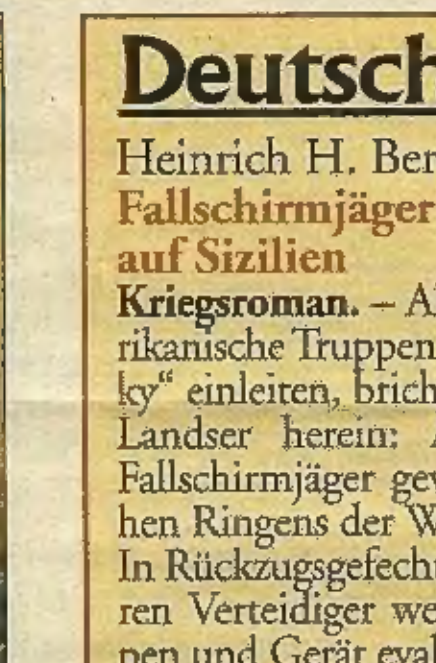 Deutsch
Heinrich H. Ber
Fallschirmjäger
auf Sizilien
Kriegsroman. – A
rikanische Truppen
ky“ einleiten, brich
Landser herein: A
Fallschirmjäger gew
hen Ringens der W
In Rückzugsgefech
ren Verteidiger we
pen und Gerät eval